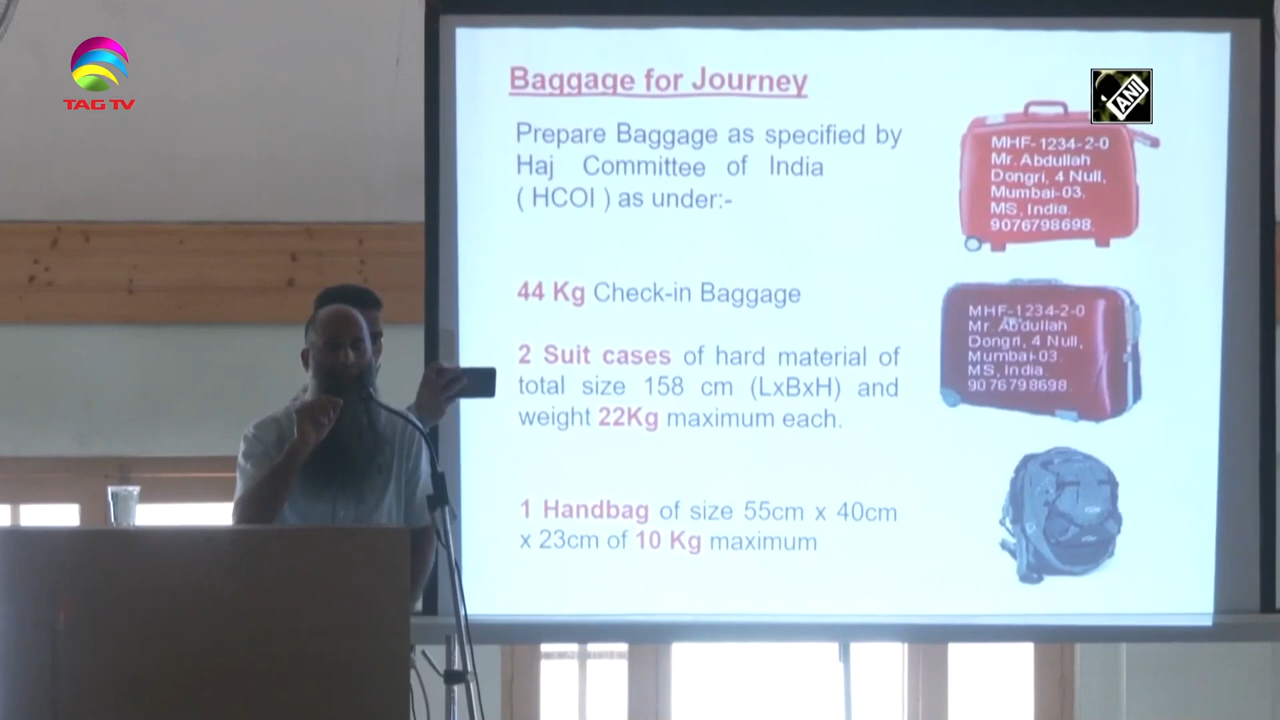 TAG TV
ANI
Baggage for Journey
Prepare Baggage as specified by
Haj Committee of India
( HCOI ) as under:-
44 Kg Check-in Baggage
2 Suit cases of hard material of
total size 158 cm (LxBxH) and
weight 22Kg maximum each.
1 Handbag of size 55cm x 40cm
x 23cm of 10 Kg maximum
MHF-1234-2-0
Mr. Abdullah
Dongri, 4 Null,
Mumbai-03.
MS, India.
9076798698.
MHF-1234-2-0
Mr. Abdullah
Dongri, 4 Null,
Mumbai-03.
MS, India.
9076798698.